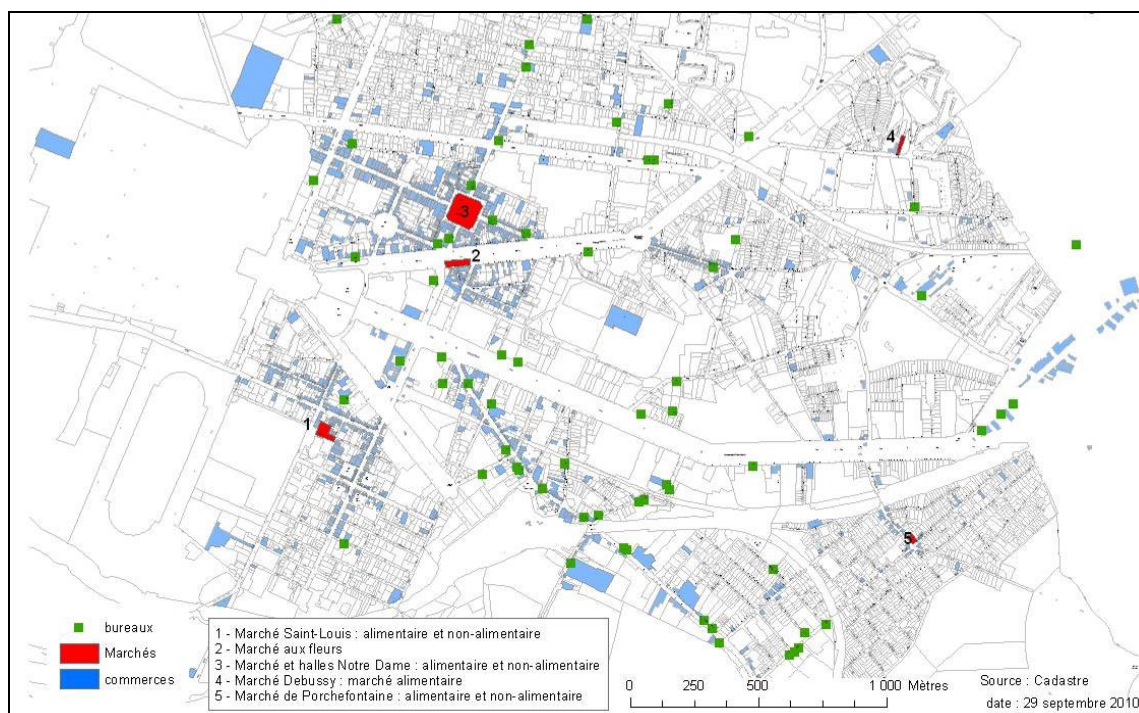 4
3
2
1
5
bureaux
Marchés
commerces
1 - Marché Saint-Louis : alimentaire et non-alimentaire
2 - Marché aux fleurs
3 - Marché et halles Notre Dame : alimentaire et non-alimentaire
4 - Marché Debussy : marché alimentaire
5 - Marché de Porchefontaine : alimentaire et non-alimentaire
0 250 500 1 000 Mètres
Source : Cadastre
date : 29 septembre 2010